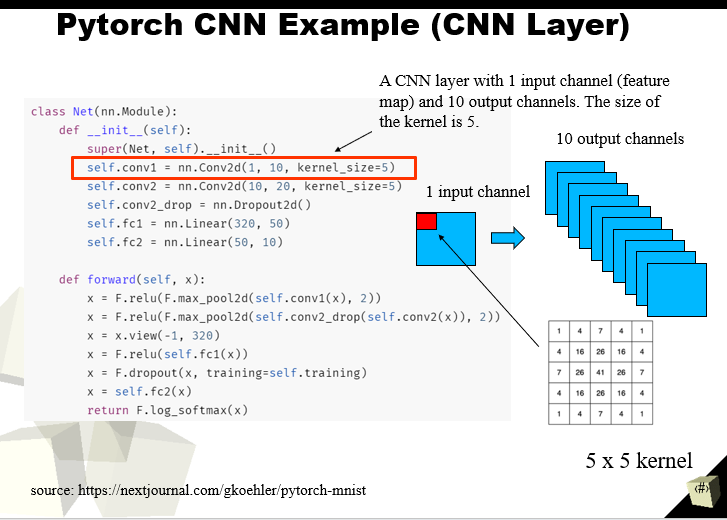 Pytorch CNN Example (CNN Layer)
A CNN layer with 1 input channel (feature
map) and 10 output channels. The size of
the kernel is 5.
class Net(nn.Module):
    def __init__(self):
        super(Net, self).__init__()
        self.conv1 = nn.Conv2d(1, 10, kernel_size=5)
        self.conv2 = nn.Conv2d(10, 20, kernel_size=5)
        self.conv2_drop = nn.Dropout2d()
        self.fc1 = nn.Linear(320, 50)
        self.fc2 = nn.Linear(50, 10)
    def forward(self, x):
        x = F.relu(F.max_pool2d(self.conv1(x), 2))
        x = F.relu(F.max_pool2d(self.conv2_drop(self.conv2(x)), 2))
        x = x.view(-1, 320)
        x = F.relu(self.fc1(x))
        x = F.dropout(x, training=self.training)
        x = self.fc2(x)
        return F.log_softmax(x)
1 input channel
10 output channels
1 4 7 4 1
4 16 26 16 4
7 26 41 26 7
4 16 26 16 4
1 4 7 4 1
5 x 5 kernel
source: https://nextjournal.com/gkoehler/pytorch-mnist
(#)